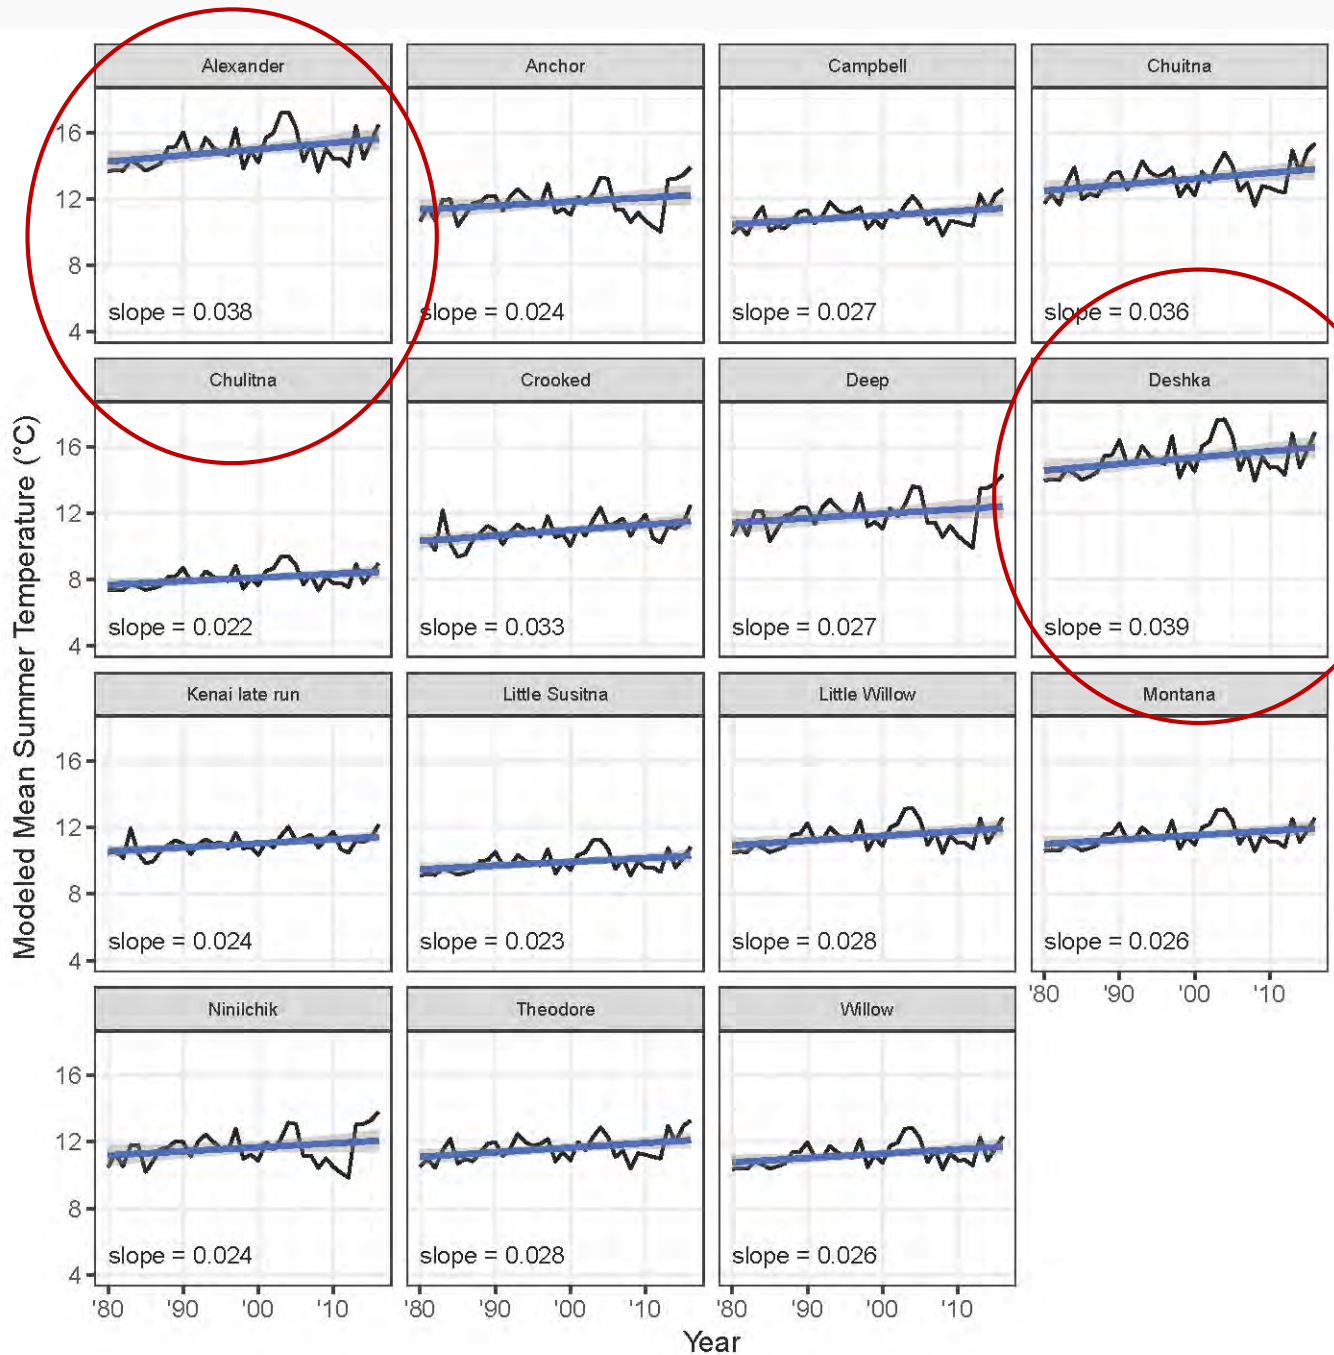 Alexander
Anchor
Campbell
Chuitna
16
12
8
4
slope = 0.038
slope = 0.024
slope = 0.027
slope = 0.036
Chulitna
Crooked
Deep
Deshka
16
12
8
4
slope = 0.022
slope = 0.033
slope = 0.027
slope = 0.039
Modeled Mean Summer Temperature (°C)
Kenai late run
Little Susitna
Little Willow
Montana
16
12
8
4
slope = 0.024
slope = 0.023
slope = 0.028
slope = 0.026
'80 '90 '00 '10
Ninilchik
Theodore
Willow
16
12
8
4
slope = 0.024
slope = 0.028
slope = 0.026
'80 '90 '00 '10
'80 '90 '00 '10
'80 '90 '00 '10
Year